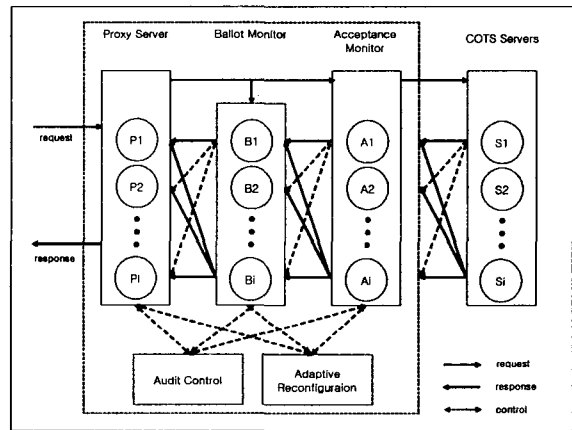 Proxy Server
Ballot Monitor
Acceptance
Monitor
COTS Servers
request
response
P1
P2
Pi
B1
B2
Bi
A1
A2
Ai
S1
S2
Si
Audit Control
Adaptive
Reconfiguraion
request
response
control